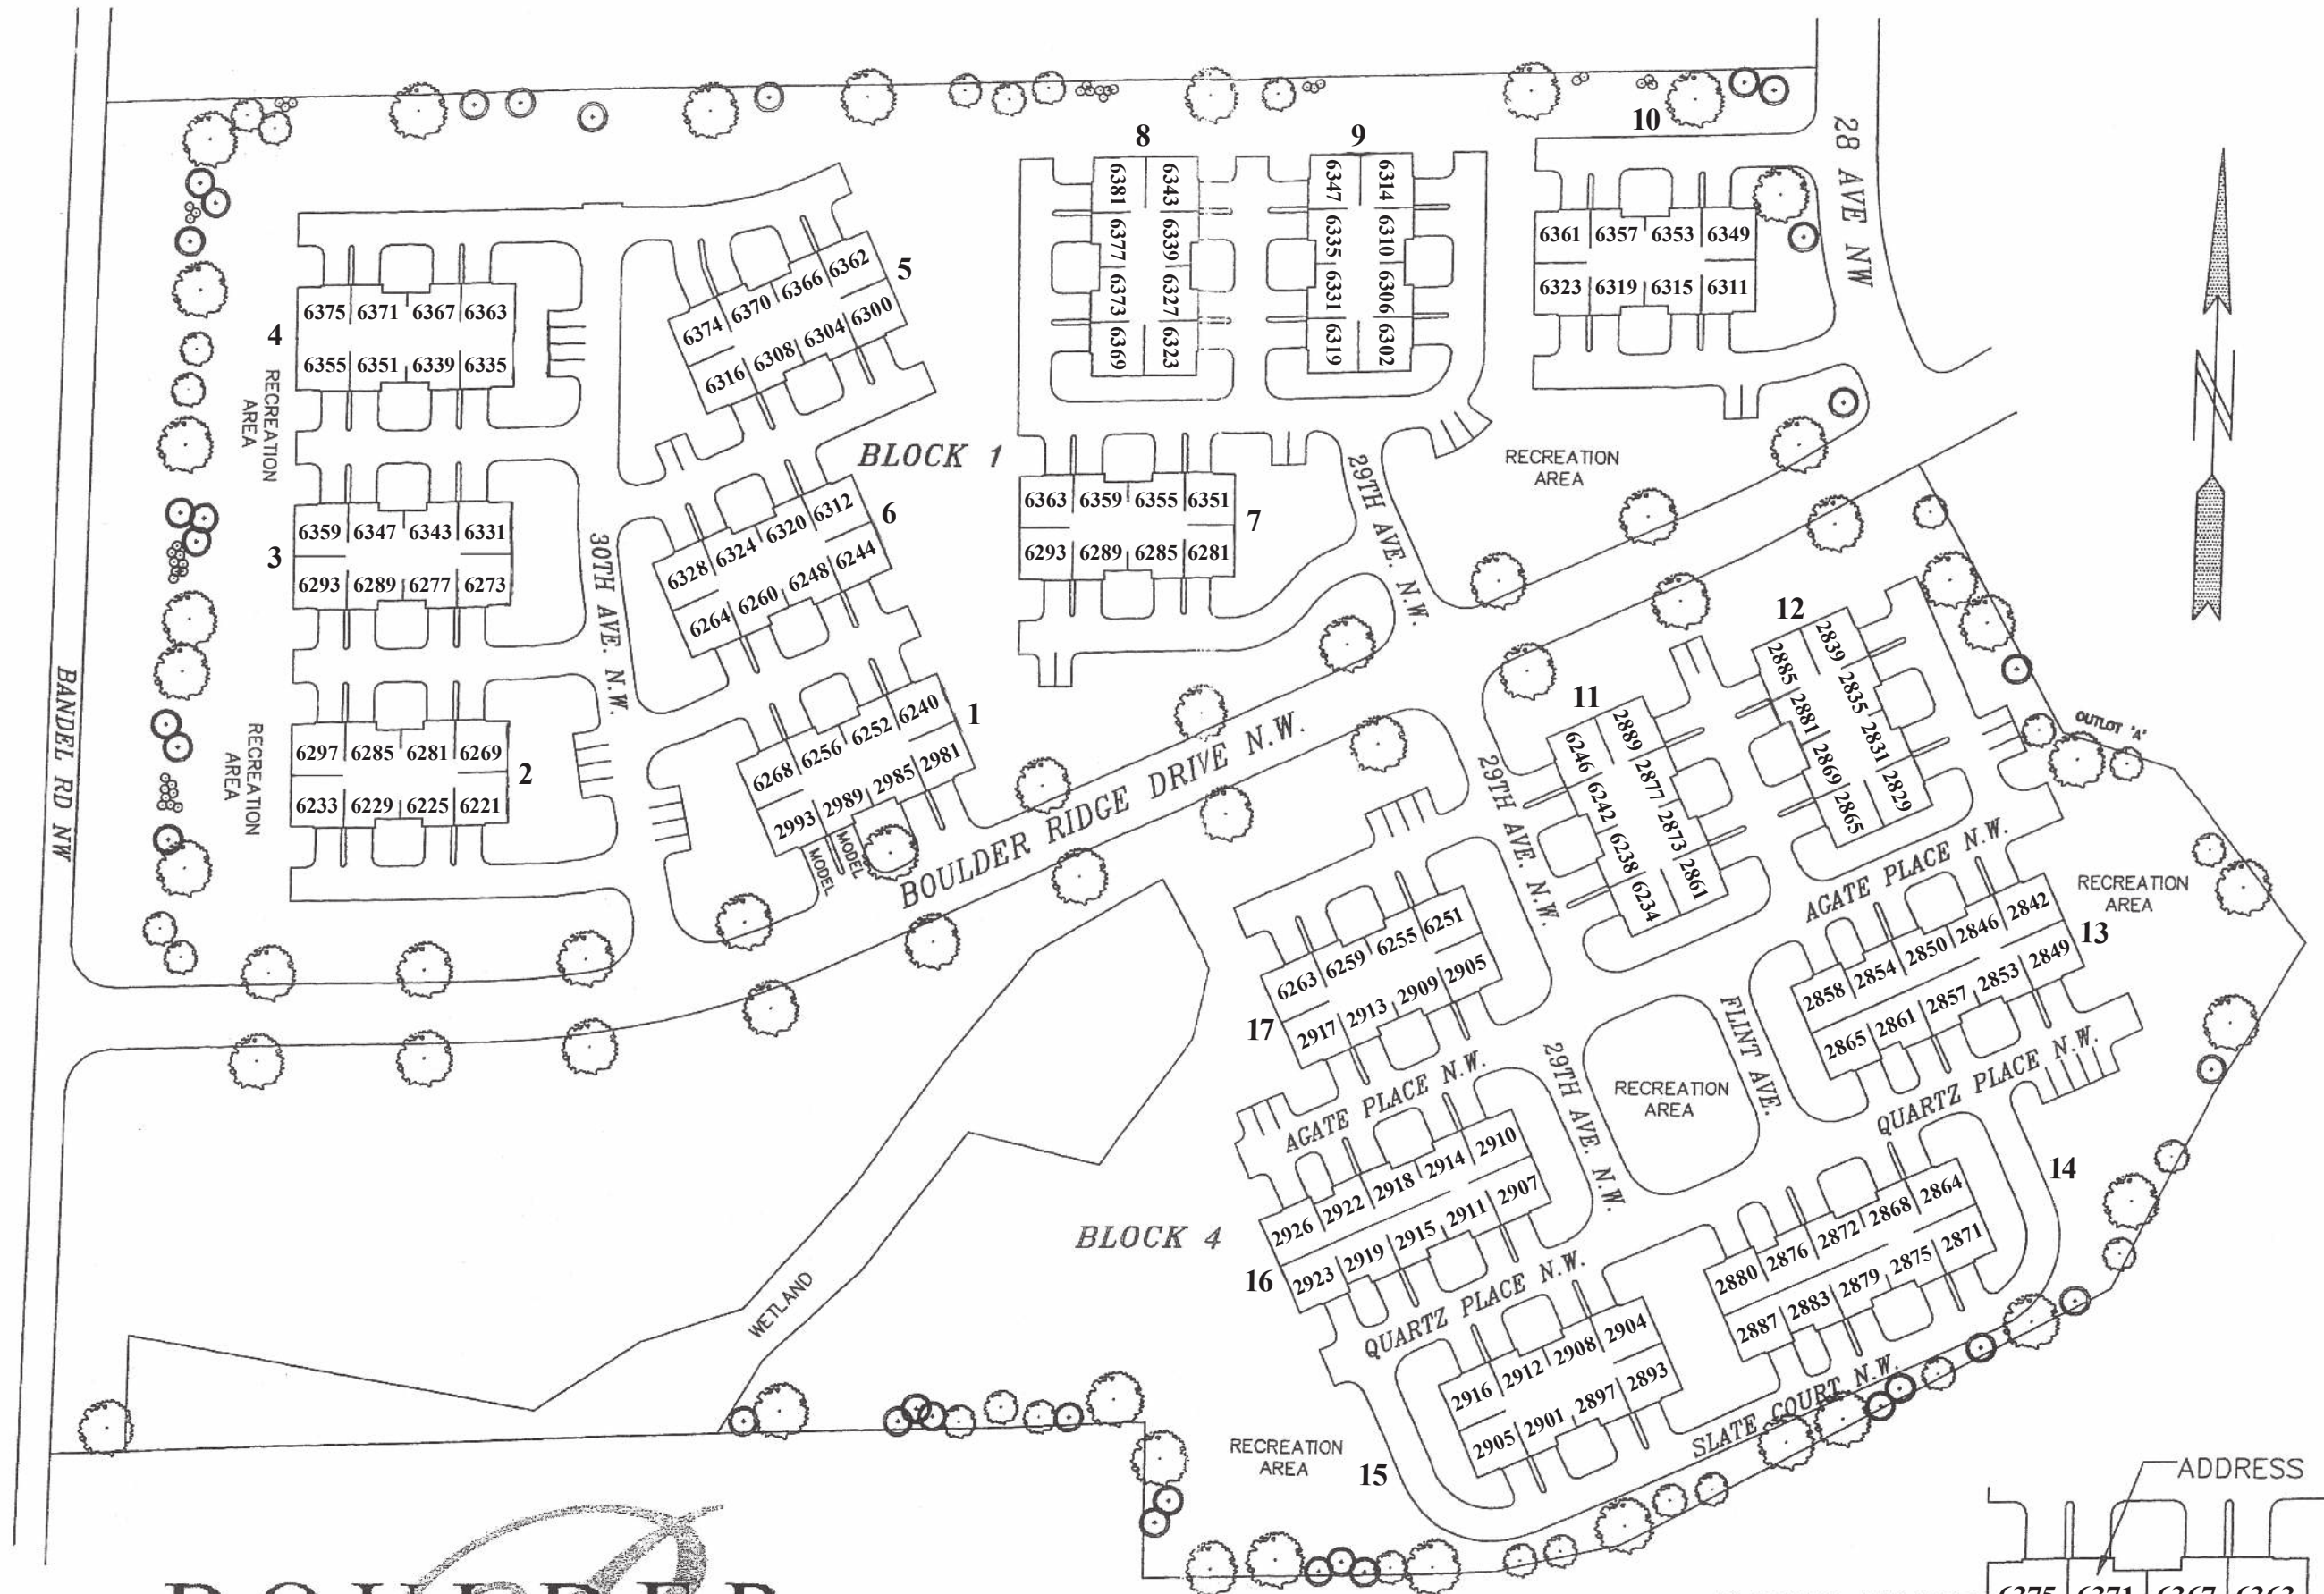 8
9
10
28 AVE NW
6381
6377
6373
6369
6343
6339
6327
6323
6347
6335
6331
6319
6314
6310
6306
6302
6361 6357 6353 6349
6323 6319 6315 6311
5
6374 6370 6366 6362
6316 6308 6304 6300
4
6375 6371 6367 6363
6355 6351 6339 6335
RECREATION
AREA
BLOCK 1
29TH AVE. N.W.
RECREATION
AREA
N
7
6363 6359 6355 6351
6293 6289 6285 6281
6
6328 6324 6320 6312
6264 6260 6248 6244
3
6359 6347 6343 6331
6293 6289 6277 6273
30TH AVE. N.W.
1
6268 6256 6252 6240
2993 2989 2985 2981
MODEL
MODEL
2
6297 6285 6281 6269
6233 6229 6225 6221
RECREATION
AREA
BANDEL RD NW
BOULDER RIDGE DRIVE N.W.
12
2885 2881 2869 2865
2839 2835 2831 2829
11
6246 6242 6238 6234
2889 2877 2873 2861
29TH AVE. N.W.
OUTLOT 'A'
AGATE PLACE N.W.
RECREATION
AREA
13
2858 2854 2850 2846 2842
2865 2861 2857 2853 2849
17
6263 6259 6255 6251
2917 2913 2909 2905
FLINT AVE.
QUARTZ PLACE N.W.
AGATE PLACE N.W.
29TH AVE. N.W.
RECREATION
AREA
14
BLOCK 4
16
2926 2922 2918 2914 2910
2923 2919 2915 2911 2907
2880 2876 2872 2868 2864
2887 2883 2879 2875 2871
QUARTZ PLACE N.W.
WETLAND
2916 2912 2908 2904
2905 2901 2897 2893
15
RECREATION
AREA
SLATE COURT N.W.
ADDRESS
BOULDER
6375 6371 6367 6363